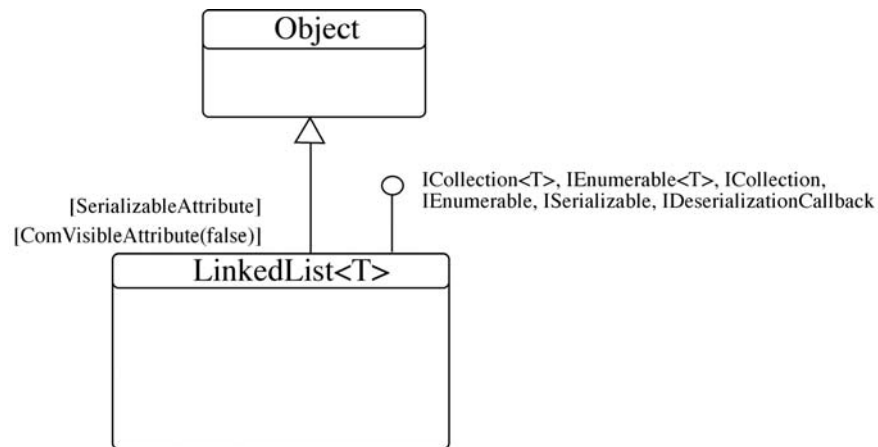 Object
ICollection<T>, IEnumerable<T>, ICollection,
IEnumerable, ISerializable, IDeserializationCallback
[SerializableAttribute]
[ComVisibleAttribute(false)]
LinkedList<T>